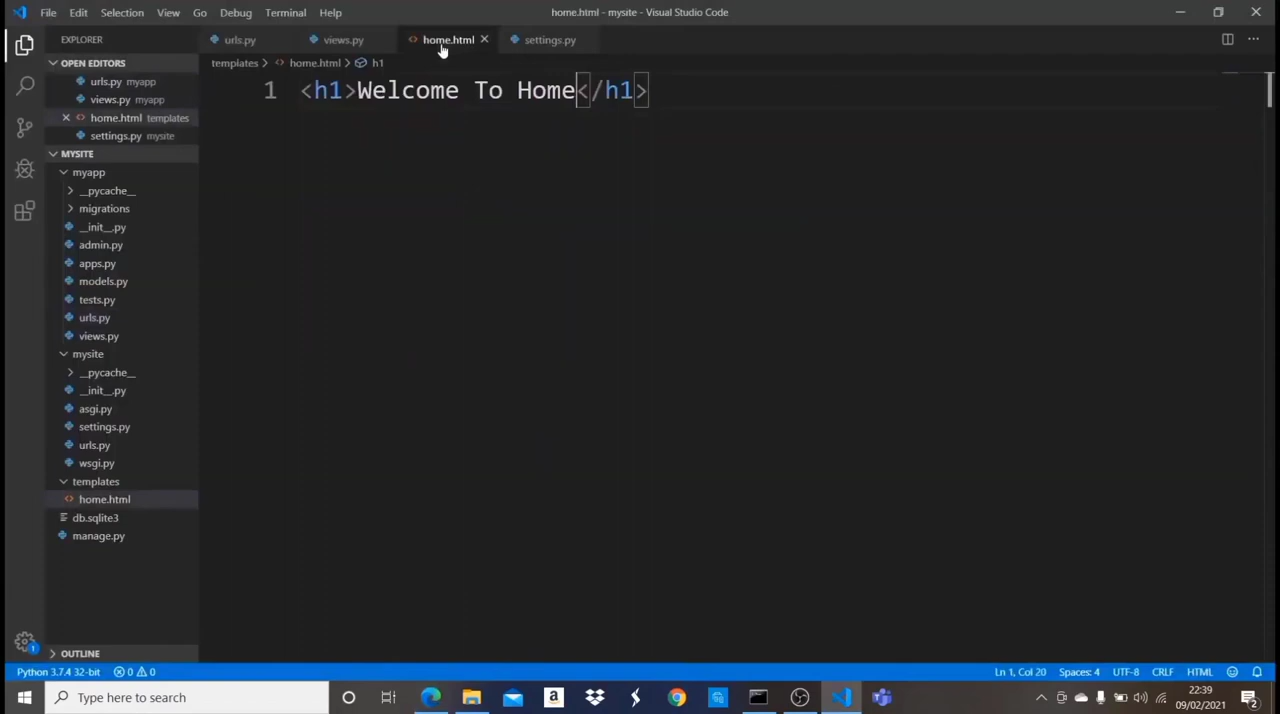 File Edit Selection View Go Debug Terminal Help home.html - mysite - Visual Studio Code
EXPLORER
urls.py views.py home.html settings.py
OPEN EDITORS
templates home.html h1
urls.py myapp
views.py myapp
home.html templates
settings.py mysite
1 <h1>Welcome To Home</h1>
MYSITE
myapp
__pycache__
migrations
__init__.py
admin.py
apps.py
models.py
tests.py
urls.py
views.py
mysite
__pycache__
__init__.py
asgi.py
settings.py
urls.py
wsgi.py
templates
home.html
db.sqlite3
manage.py
OUTLINE
1
Python 3.7.4 32-bit 0 0 Ln 1, Col 20 Spaces: 4 UTF-8 CRLF HTML
Type here to search
22:39
09/02/2021
2